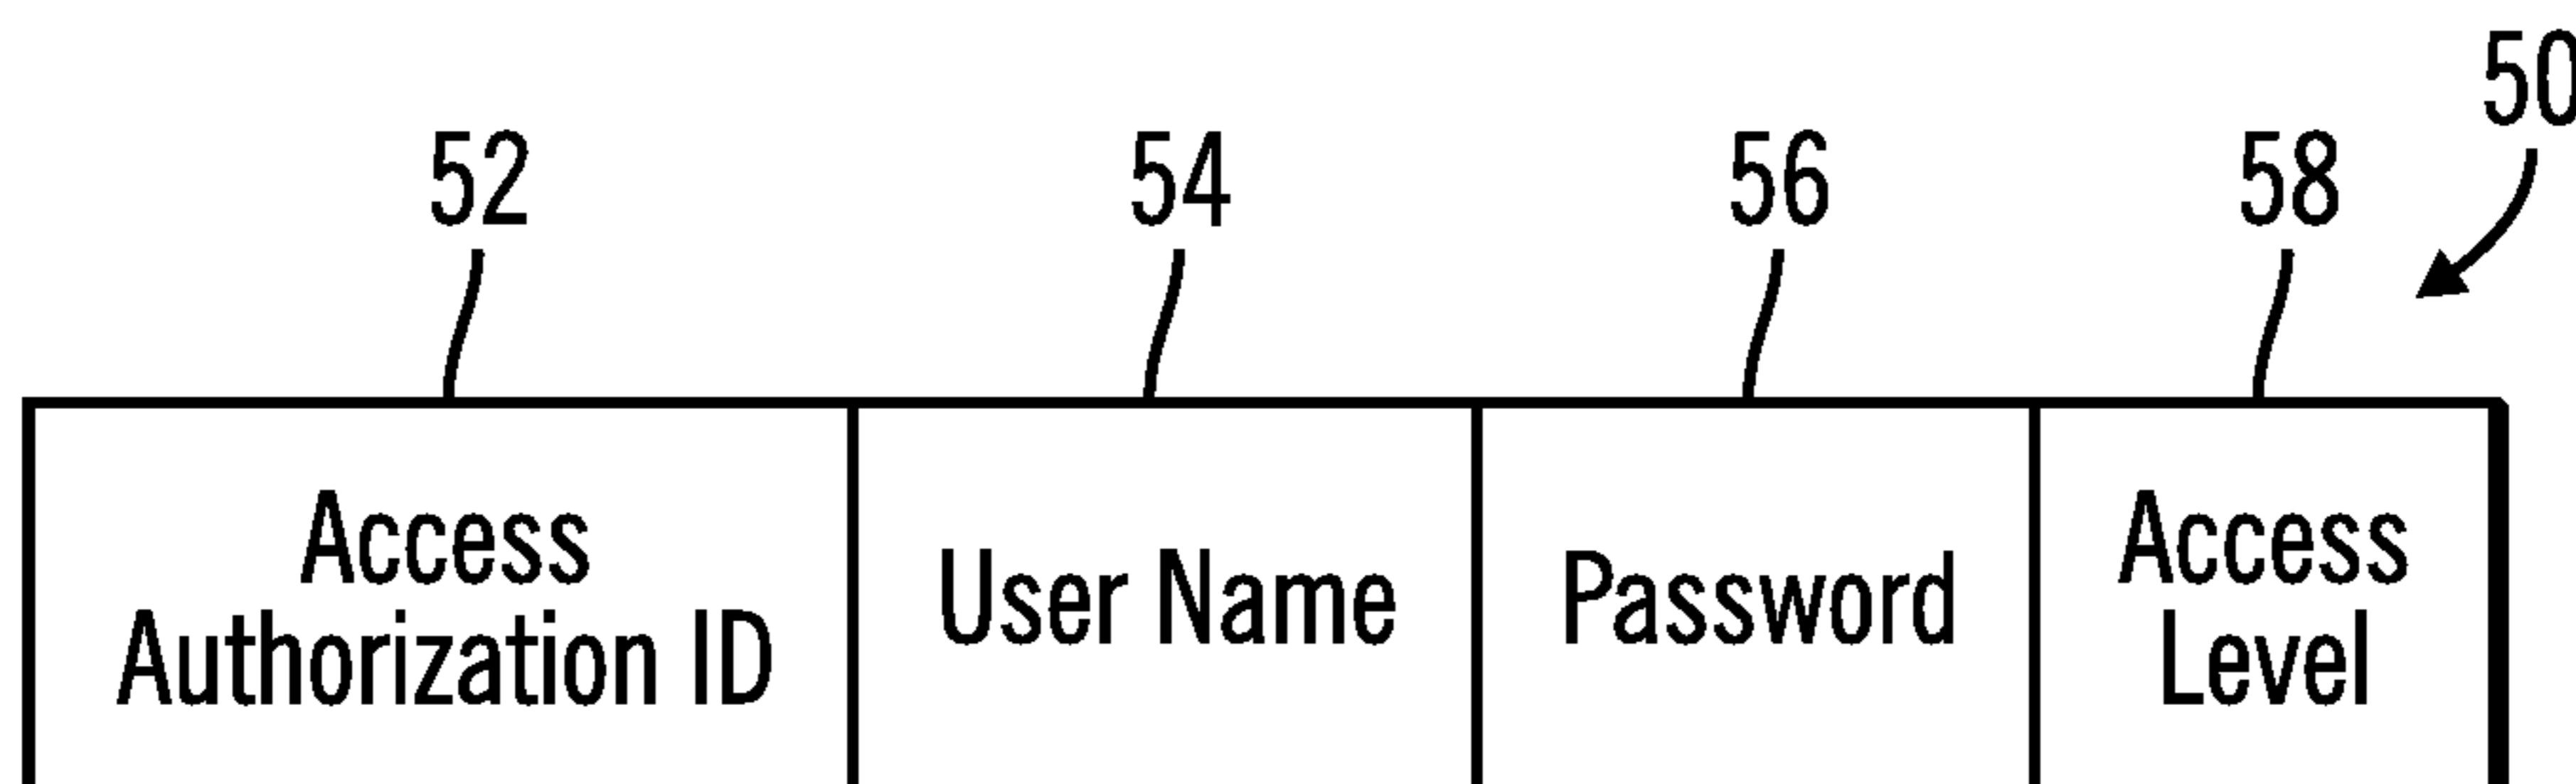 50
52
54
56
58
Access
Authorization ID
User Name
Password
Access
Level